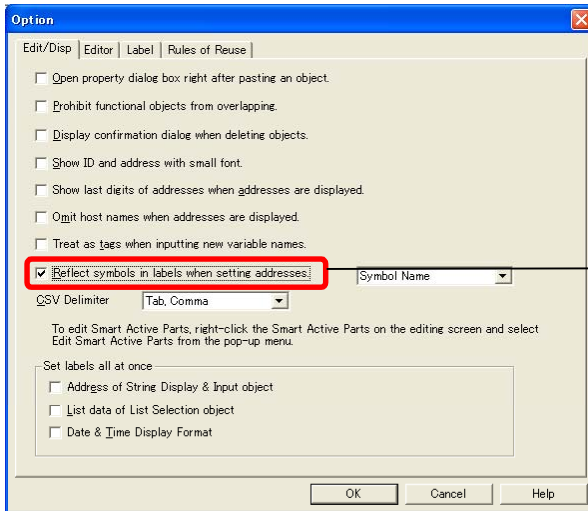 Option
Edit/Disp Editor Label Rules of Reuse
Open property dialog box right after pasting an object.
Prohibit functional objects from overlapping.
Display confirmation dialog when deleting objects.
Show ID and address with small font.
Show last digits of addresses when addresses are displayed.
Omit host names when addresses are displayed.
Treat as tags when inputting new variable names.
Reflect symbols in labels when setting addresses. Symbol Name
CSV Delimiter Tab, Comma
To edit Smart Active Parts, right-click the Smart Active Parts on the editing screen and select
Edit Smart Active Parts from the pop-up menu.
Set labels all at once
Address of String Display & Input object
List data of List Selection object
Date & Time Display Format
OK Cancel Help